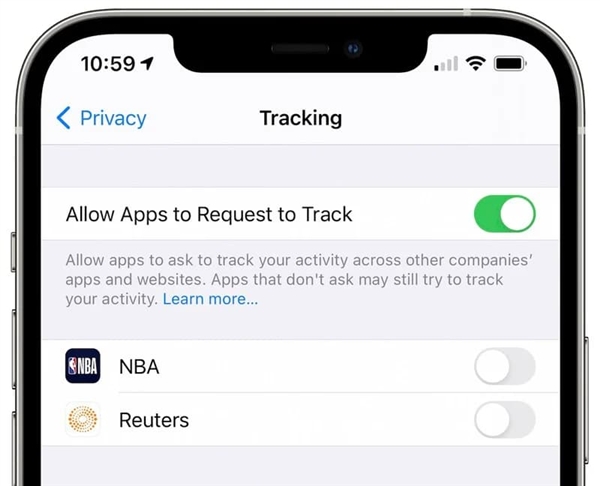 10:59
Privacy
Tracking
Allow Apps to Request to Track
Allow apps to ask to track your activity across other companies’
apps and websites. Apps that don't ask may still try to track
your activity. Learn more...
NBA NBA
Reuters